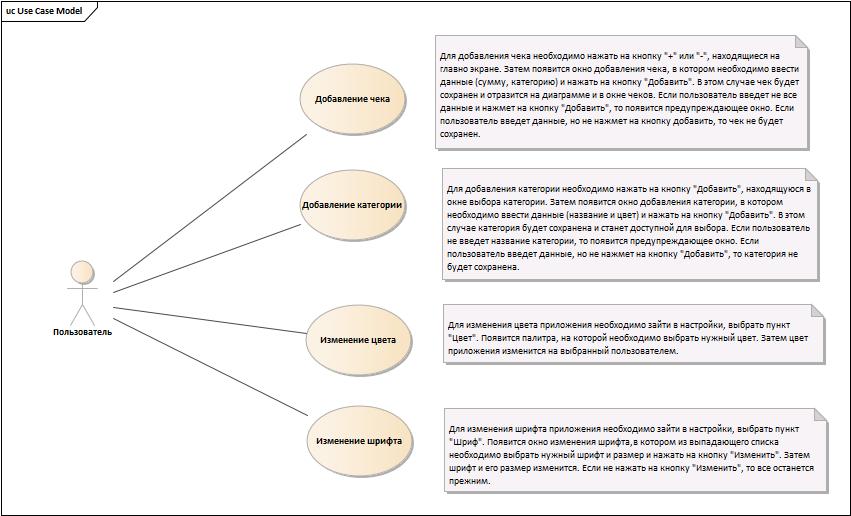 uc Use Case Model
Добавление чека
Для добавления чека необходимо нажать на кнопку "+" или "-", находящиеся на
главно экране. Затем появится окно добавления чека, в котором необходимо ввести
данные (сумму, категорию) и нажать на кнопку "Добавить". В этом случае чек будет
сохранен и отразится на диаграмме и в окне чеков. Если пользователь введет не все
данные и нажмет на кнопку "Добавить", то появится предупреждающее окно. Если
пользователь введет данные, но не нажмет на кнопку добавить, то чек не будет
сохранен.
Добавление категории
Для добавления категории необходимо нажать на кнопку "Добавить", находящуюся в
окне выбора категории. Затем появится окно добавления категории, в котором
необходимо ввести данные (название и цвет) и нажать на кнопку "Добавить". В этом
случае категория будет сохранена и станет доступной для выбора. Если пользователь
не введет название категории, то появится предупреждающее окно. Если
пользователь введет данные, но не нажмет на кнопку "Добавить", то категория не
будет сохранена.
Пользователь
Изменение цвета
Для изменения цвета приложения необходимо зайти в настройки, выбрать пункт
"Цвет". Появится палитра, на которой необходимо выбрать нужный цвет. Затем цвет
приложения изменится на выбранный пользователем.
Изменение шрифта
Для изменения шрифта приложения необходимо зайти в настройки, выбрать пункт
"Шриф". Появится окно изменения шрифта,в котором из выпадающего списка
необходимо выбрать нужный шрифт и размер и нажать на кнопку "Изменить". Затем
шрифт и его размер изменится. Если не нажать на кнопку "Изменить", то все останется
прежним.